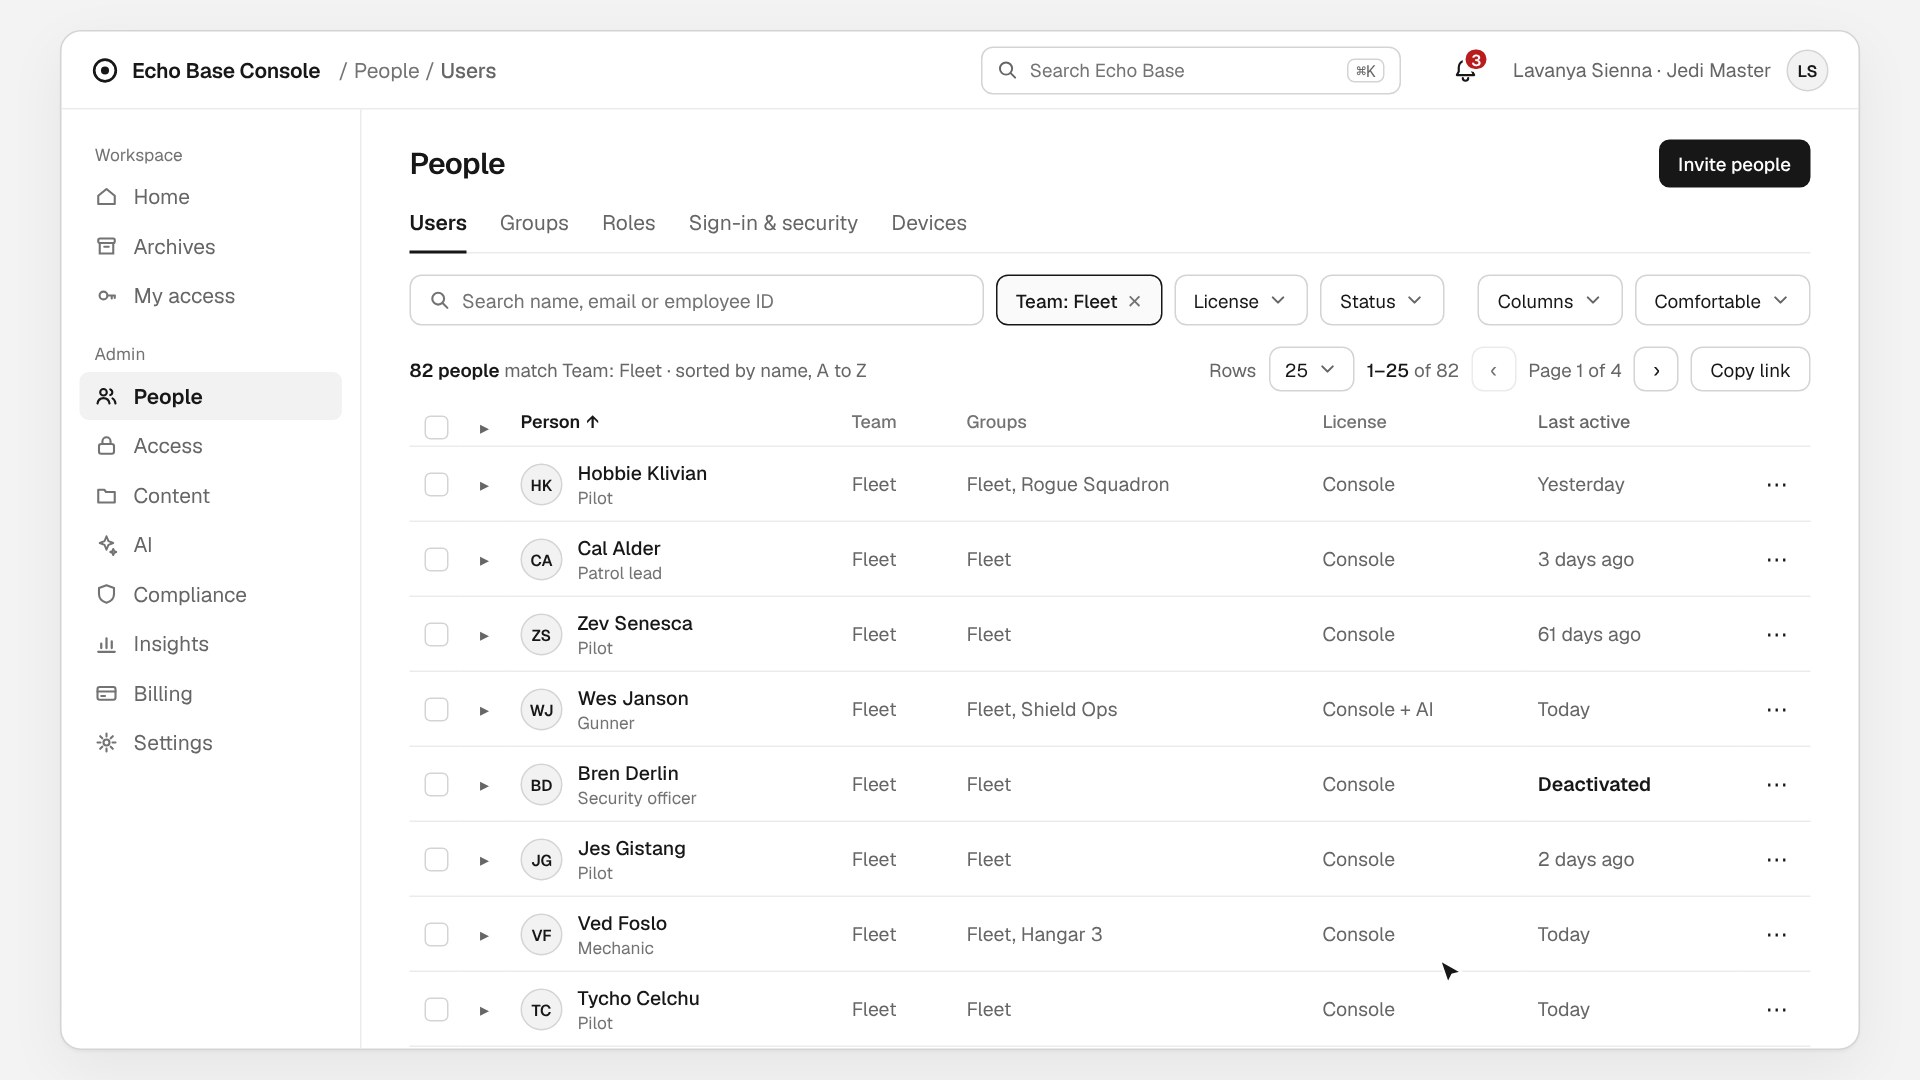 Echo Base Console / People / Users
Search Echo Base ⌘K
3
Lavanya Sienna · Jedi Master LS
Workspace
Home
Archives
My access
Admin
People
Access
Content
AI
Compliance
Insights
Billing
Settings
People
Invite people
Users Groups Roles Sign-in & security Devices
Search name, email or employee ID
Team: Fleet × License Status Columns Comfortable
82 people match Team: Fleet · sorted by name, A to Z
Rows 25 1–25 of 82 ‹ Page 1 of 4 › Copy link
Person ↑ Team Groups License Last active
HK Hobbie Klivian
Pilot
Fleet Fleet, Rogue Squadron Console Yesterday ⋯
CA Cal Alder
Patrol lead
Fleet Fleet Console 3 days ago ⋯
ZS Zev Senesca
Pilot
Fleet Fleet Console 61 days ago ⋯
WJ Wes Janson
Gunner
Fleet Fleet, Shield Ops Console + AI Today ⋯
BD Bren Derlin
Security officer
Fleet Fleet Console Deactivated ⋯
JG Jes Gistang
Pilot
Fleet Fleet Console 2 days ago ⋯
VF Ved Foslo
Mechanic
Fleet Fleet, Hangar 3 Console Today ⋯
TC Tycho Celchu
Pilot
Fleet Fleet Console Today ⋯